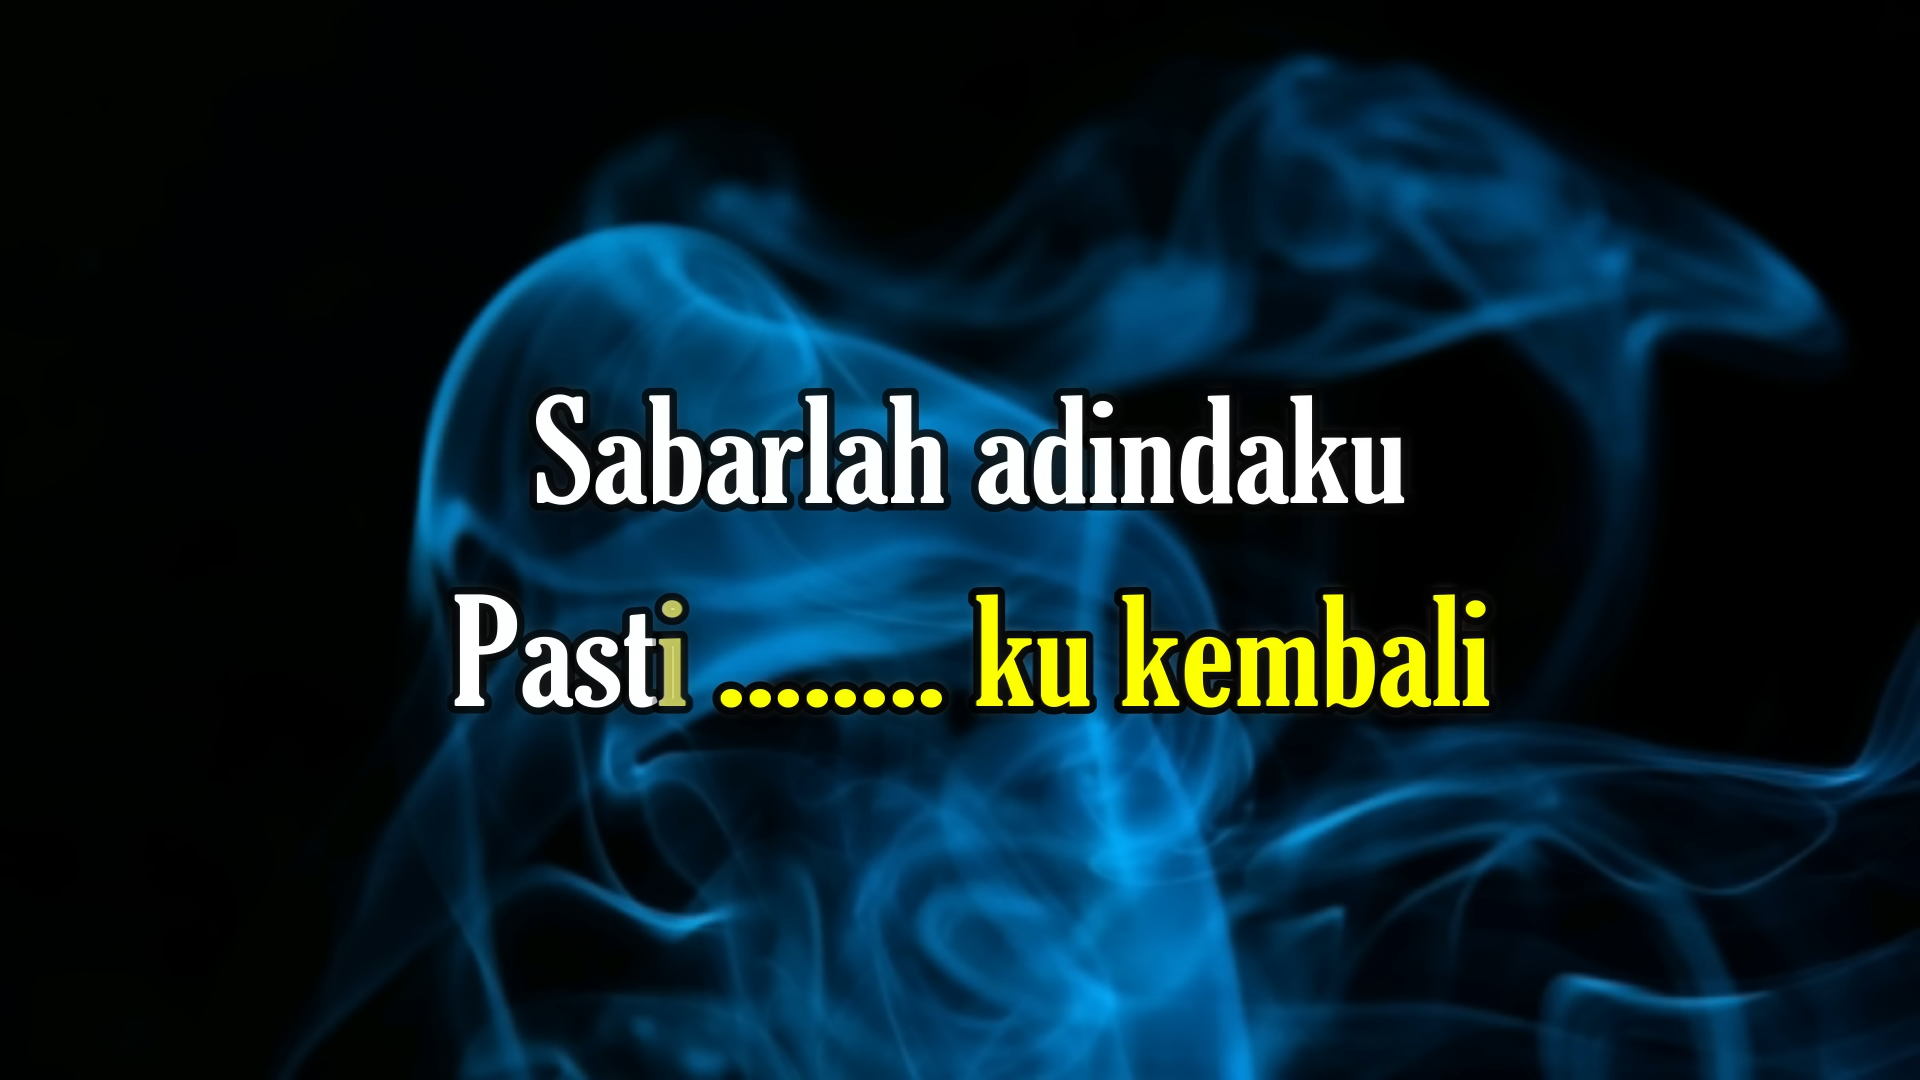 Sabarlah adindaku
Pasti ........ ku kembali